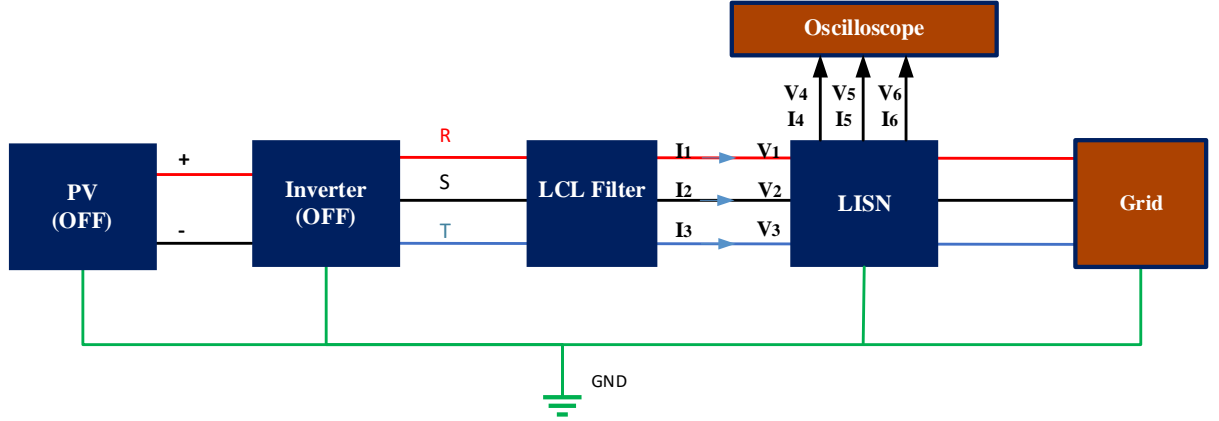 Oscilloscope
V4 V5 V6
I4 I5 I6
R
+
I1 V1
PV
(OFF)
Inverter
(OFF)
S
LCL Filter
I2 V2
LISN
Grid
-
T
I3 V3
GND